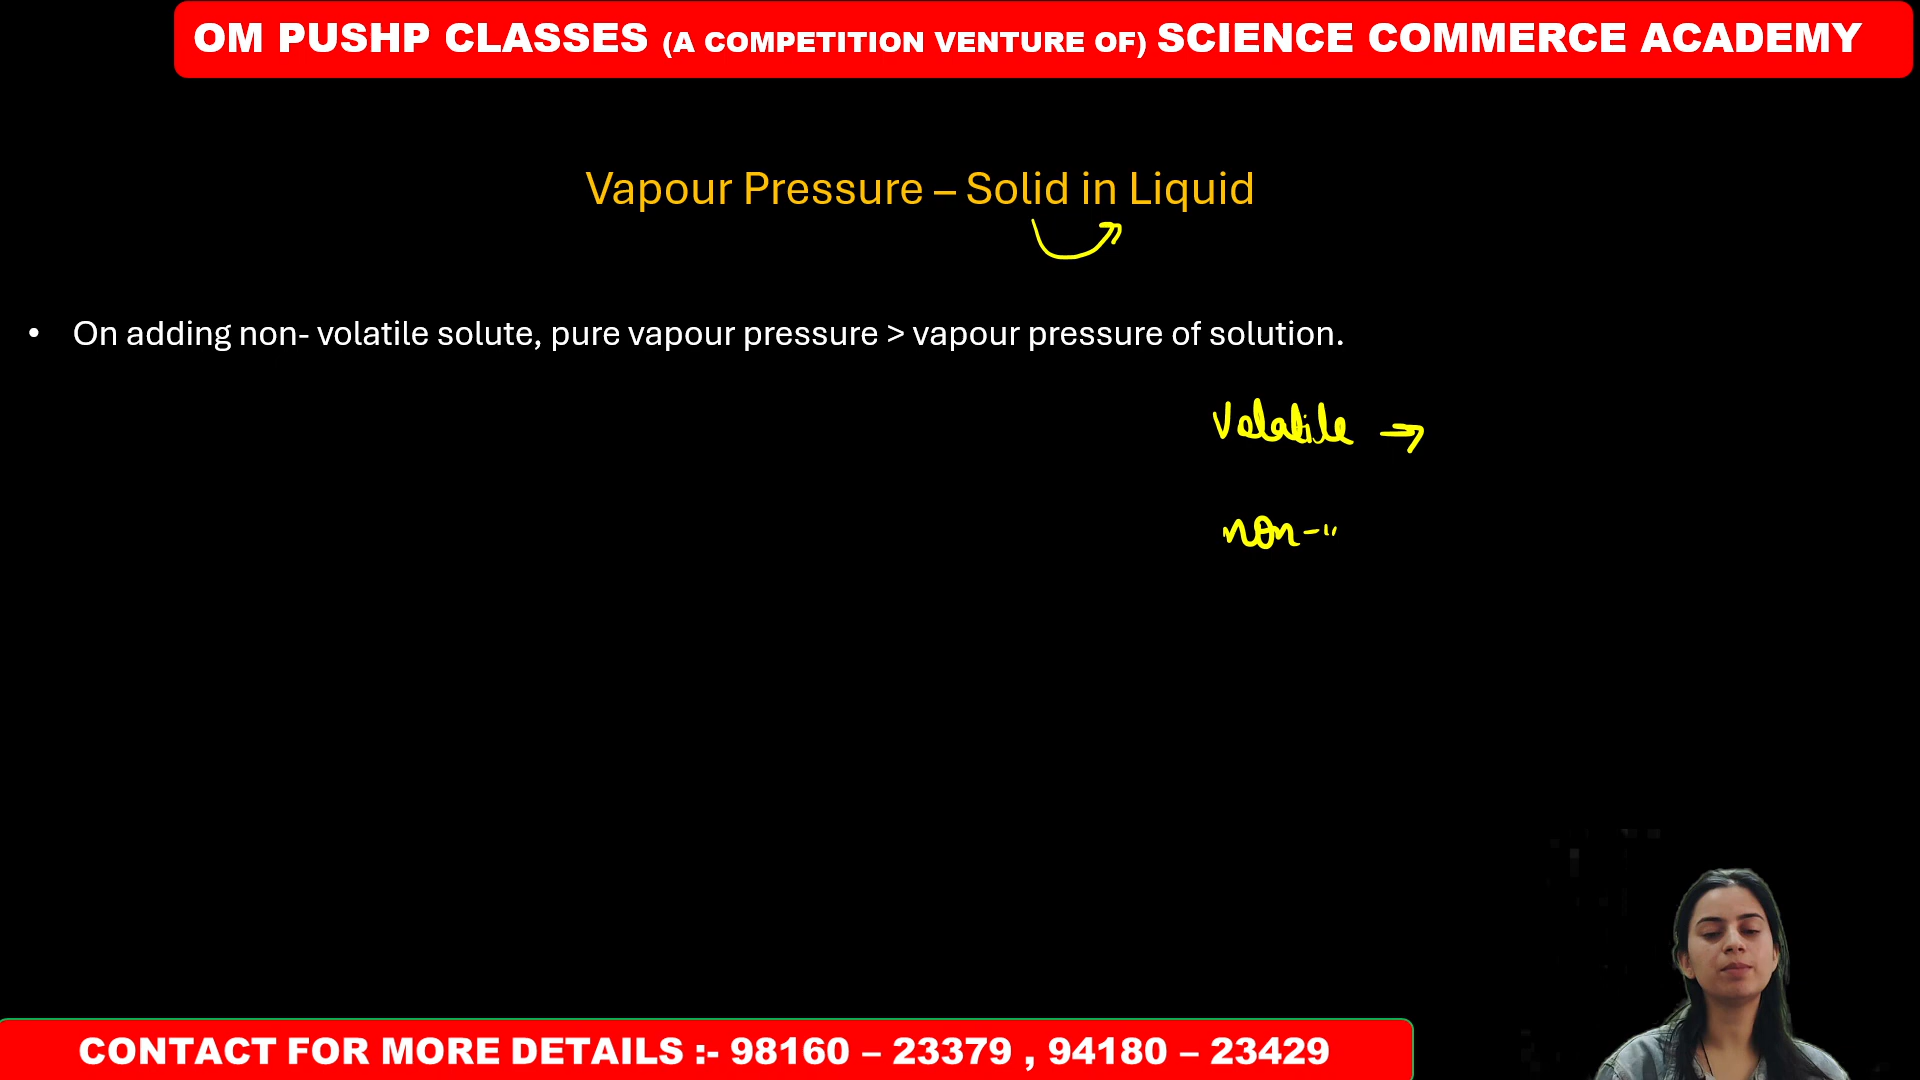 OM PUSHP CLASSES (A COMPETITION VENTURE OF) SCIENCE COMMERCE ACADEMY
Vapour Pressure – Solid in Liquid
• On adding non- volatile solute, pure vapour pressure > vapour pressure of solution.
Volatile →
non-"
CONTACT FOR MORE DETAILS :- 98160 – 23379 , 94180 – 23429